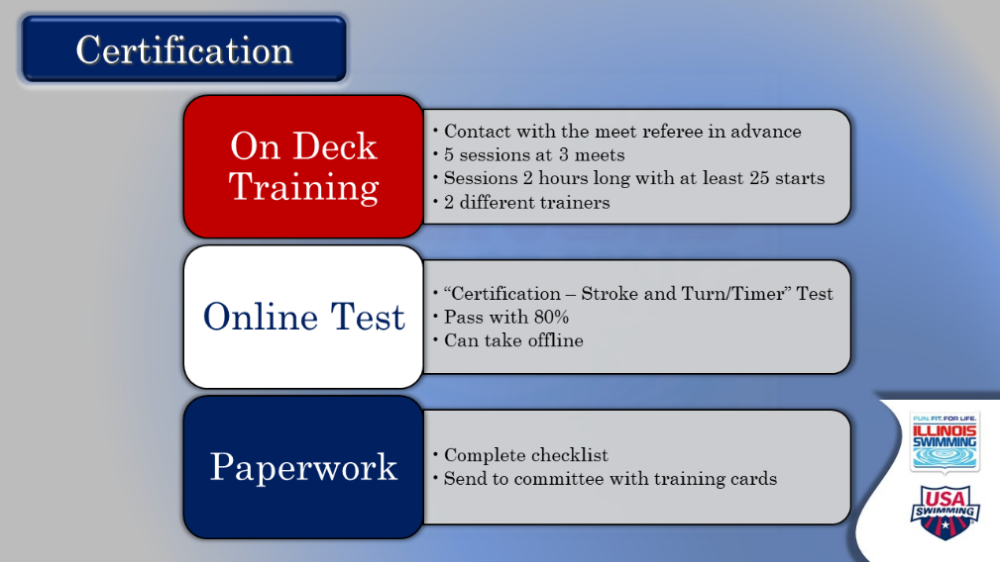 Certification
On Deck
Training
• Contact with the meet referee in advance
• 5 sessions at 3 meets
• Sessions 2 hours long with at least 25 starts
• 2 different trainers
Online Test
• “Certification – Stroke and Turn/Timer” Test
• Pass with 80%
• Can take offline
Paperwork
• Complete checklist
• Send to committee with training cards
FUN. FIT. FOR LIFE.
ILLINOIS
SWIMMING
USA
SWIMMING